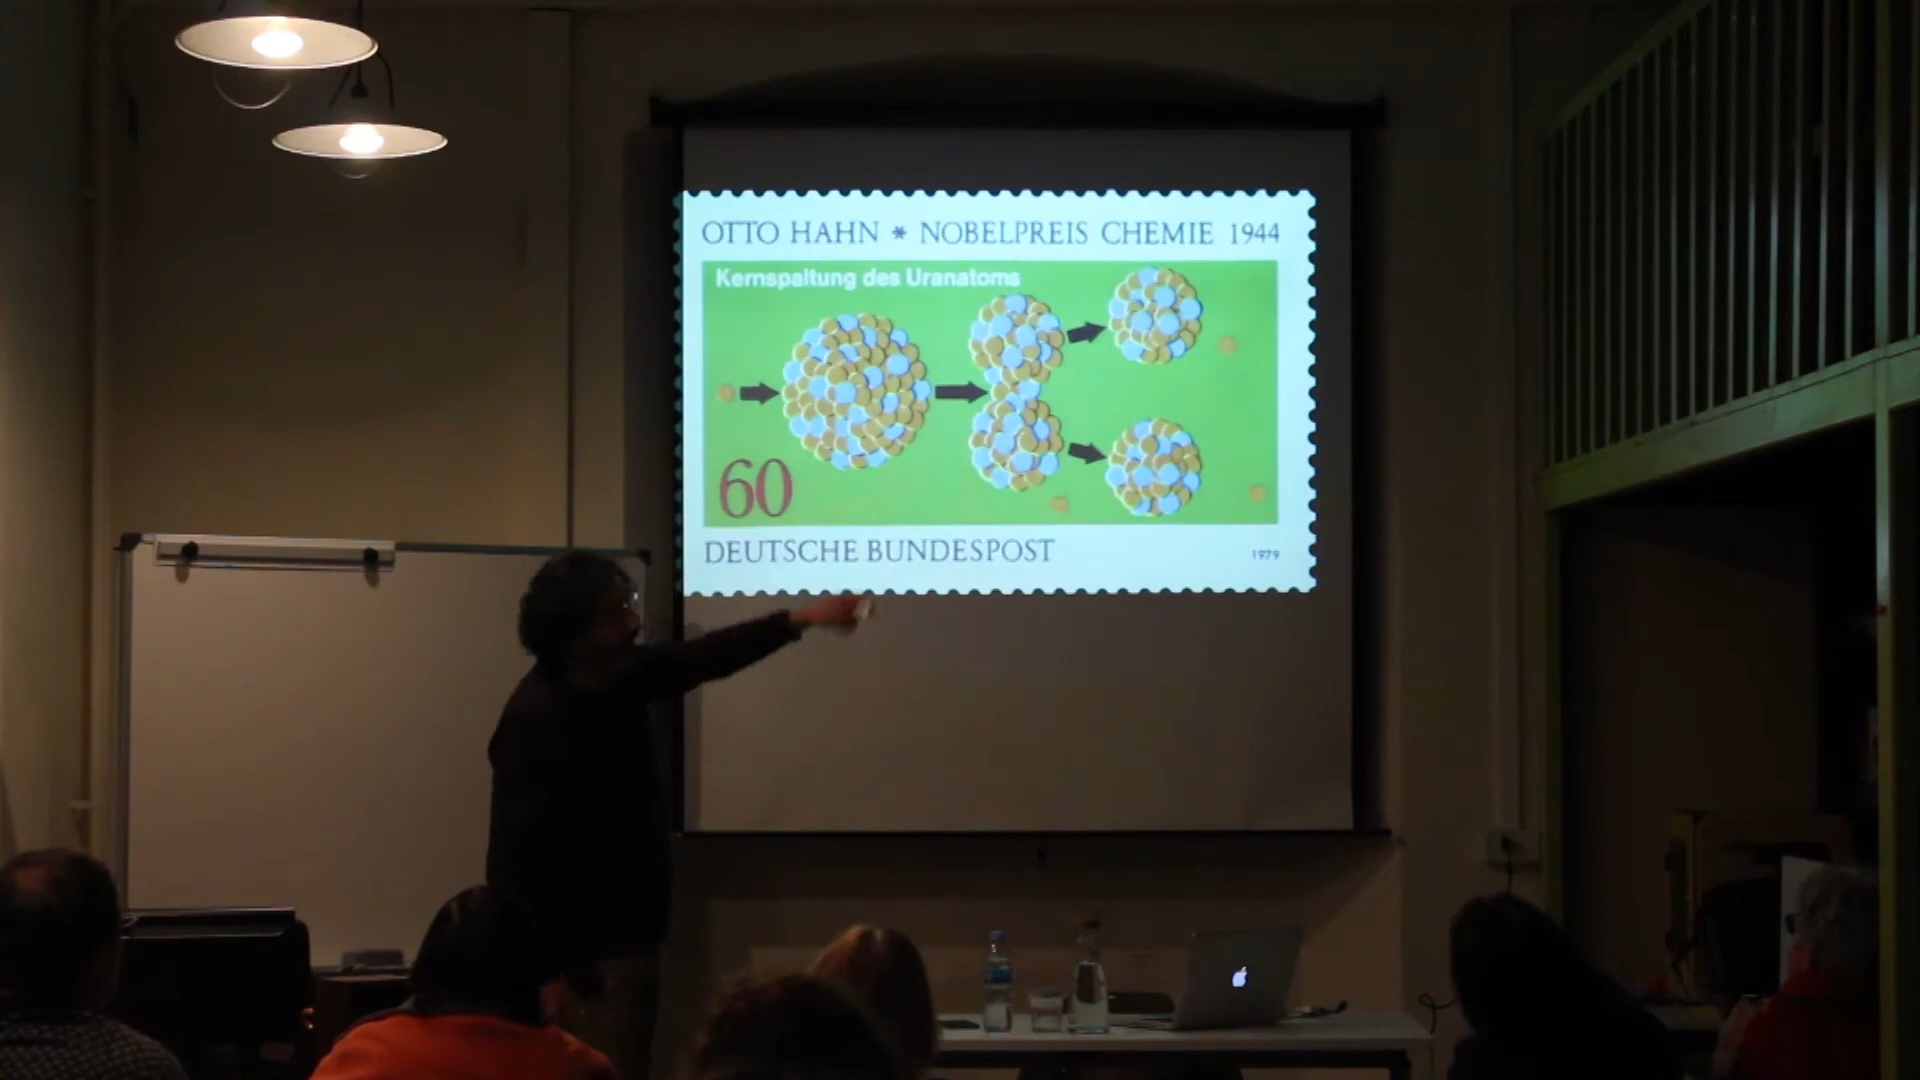 OTTO HAHN * NOBELPREIS CHEMIE 1944
Kernspaltung des Uranatoms
60
DEUTSCHE BUNDESPOST
1979